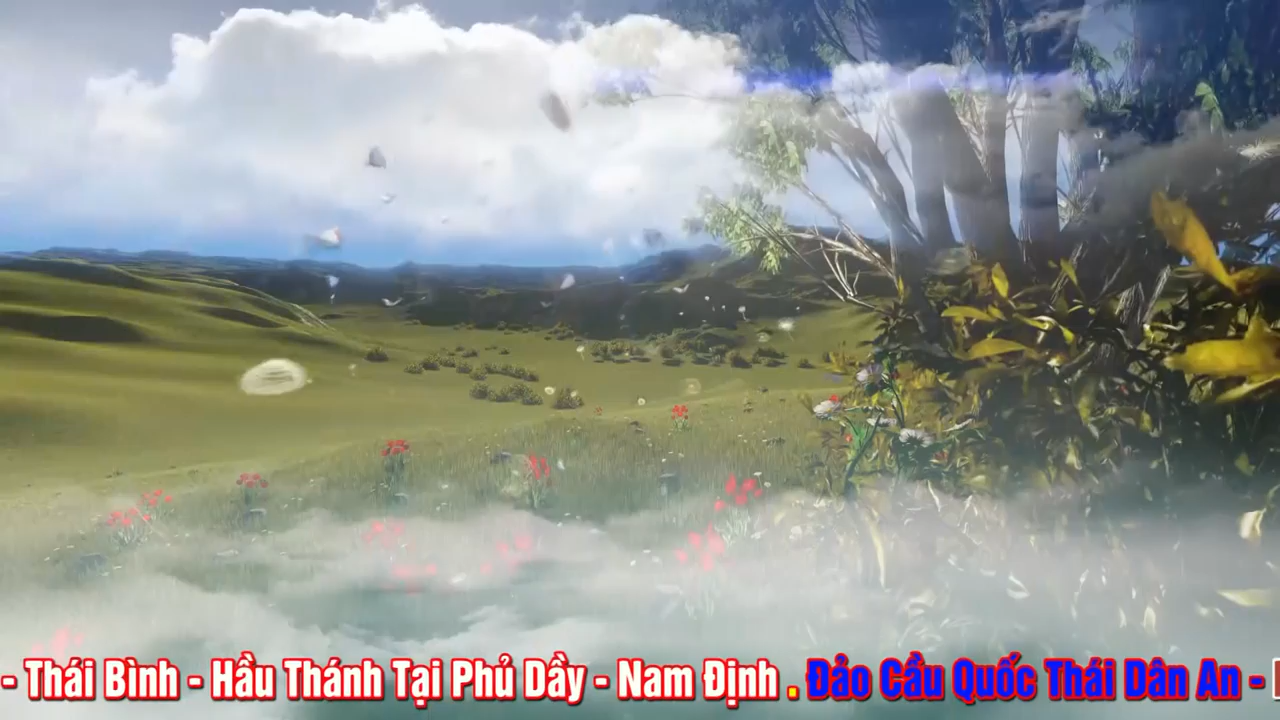 - Thái Bình - Hầu Thánh Tại Phủ Dầy - Nam Định . Đảo Cầu Quốc Thái Dân An -